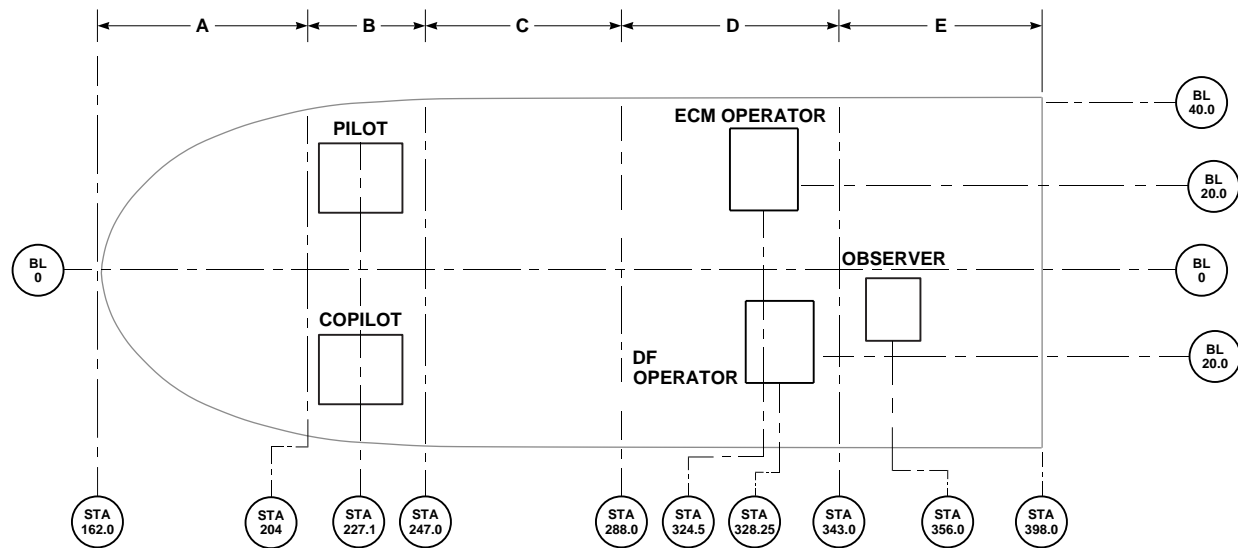 A B C D E
BL
40.0
PILOT
ECM OPERATOR
BL
20.0
BL
0
OBSERVER
BL
0
COPILOT
DF
OPERATOR
BL
20.0
STA
162.0
STA
204
STA
227.1
STA
247.0
STA
288.0
STA
324.5
STA
328.25
STA
343.0
STA
356.0
STA
398.0